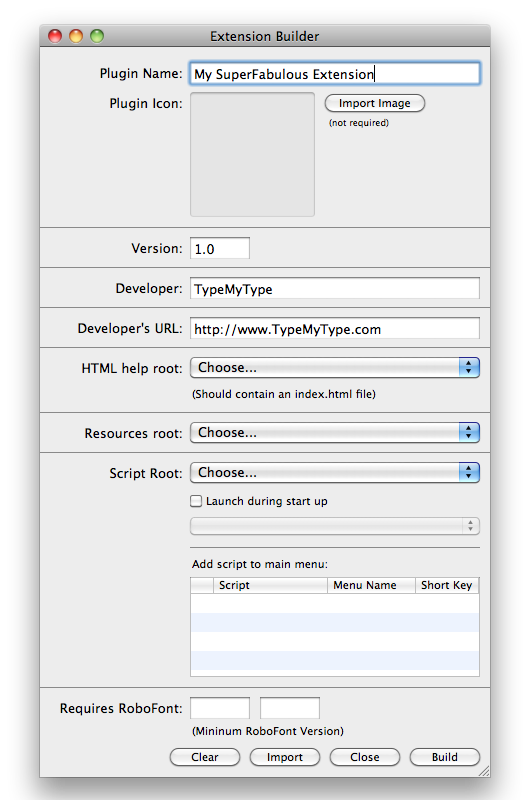 Extension Builder
Plugin Name: My SuperFabulous Extension
Plugin Icon: Import Image
(not required)
Version: 1.0
Developer: TypeMyType
Developer's URL: http://www.TypeMyType.com
HTML help root: Choose...
(Should contain an index.html file)
Resources root: Choose...
Script Root: Choose...
Launch during start up
Add script to main menu:
Script Menu Name Short Key
Requires RoboFont:
(Mininum RoboFont Version)
Clear Import Close Build